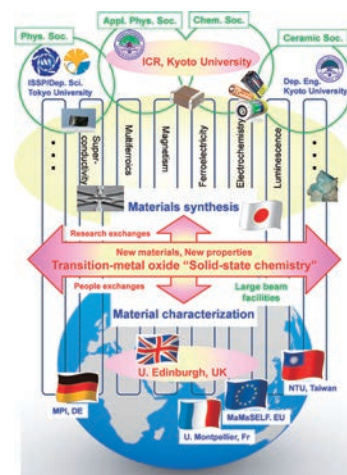 Phys. Soc.
Appl. Phys. Soc.
Chem. Soc.
Ceramic Soc.
ISSP/Dep. Sci.
Tokyo University
ICR, Kyoto University
Dep. Eng.
Kyoto University
Super-
conductivity
Multiferroics
Magnetism
Ferroelectricity
Electrochemistry
Luminescence
Materials synthesis
Research exchanges
New materials, New properties
Transition-metal oxide “Solid-state chemistry”
People exchanges
Large beam
facilities
Material characterization
U. Edinburgh, UK
MPI, DE
NTU, Taiwan
MaMaSELF. EU
U. Montpellier, Fr